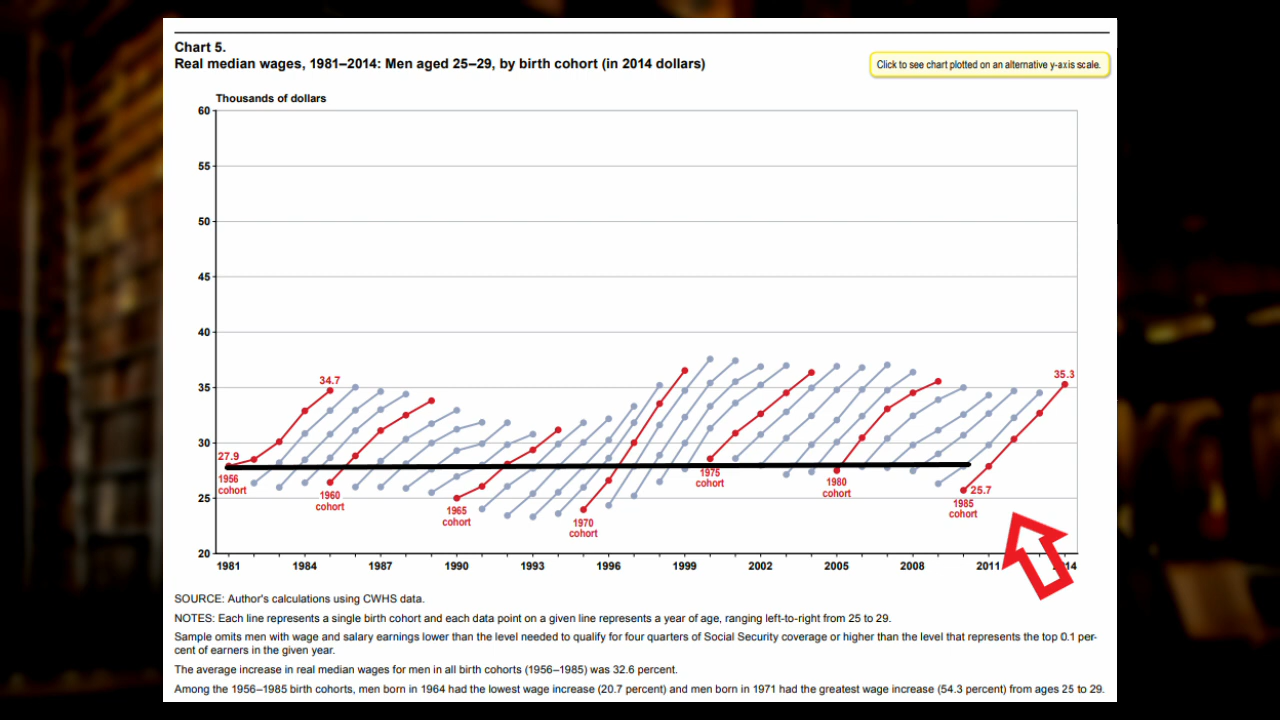 Chart 5.
Real median wages, 1981–2014: Men aged 25–29, by birth cohort (in 2014 dollars)
Click to see chart plotted on an alternative y-axis scale.
Thousands of dollars
60
55
50
45
40
35
30
25
20
34.7
35.3
27.9
1956
cohort
1960
cohort
1965
cohort
1970
cohort
1975
cohort
1980
cohort
25.7
1985
cohort
1981
1984
1987
1990
1993
1996
1999
2002
2005
2008
2011
14
SOURCE: Author's calculations using CWHS data.
NOTES: Each line represents a single birth cohort and each data point on a given line represents a year of age, ranging left-to-right from 25 to 29.
Sample omits men with wage and salary earnings lower than the level needed to qualify for four quarters of Social Security coverage or higher than the level that represents the top 0.1 per-
cent of earners in the given year.
The average increase in real median wages for men in all birth cohorts (1956–1985) was 32.6 percent.
Among the 1956–1985 birth cohorts, men born in 1964 had the lowest wage increase (20.7 percent) and men born in 1971 had the greatest wage increase (54.3 percent) from ages 25 to 29.